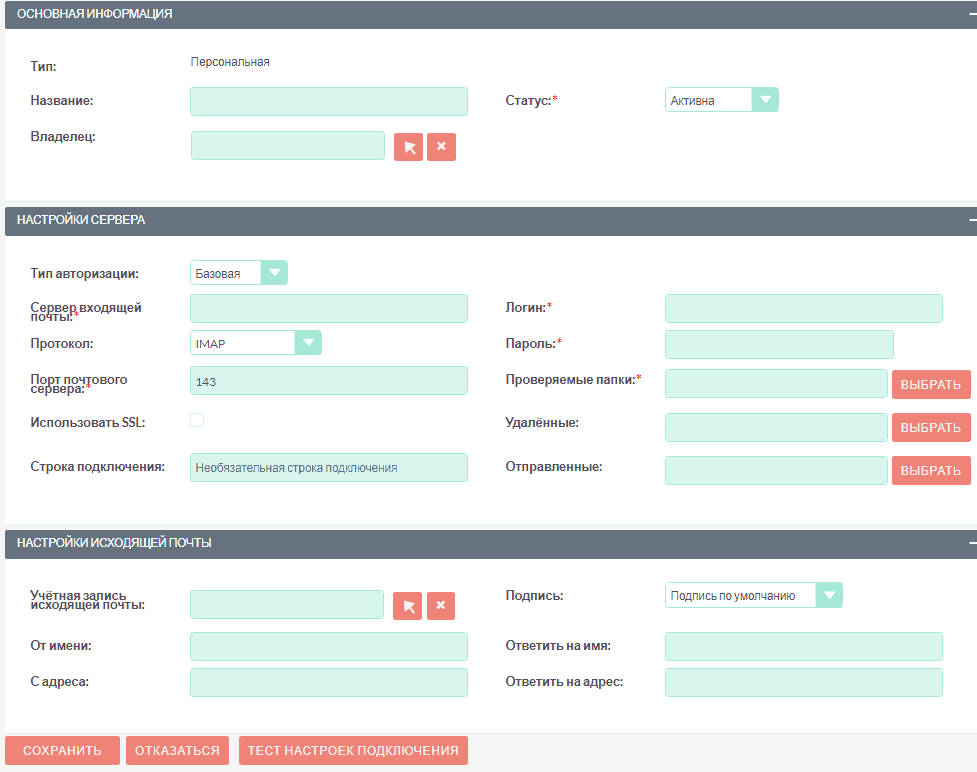 ОСНОВНАЯ ИНФОРМАЦИЯ
Тип:
Персональная
Название:
Статус:*
Активна
Владелец:
НАСТРОЙКИ СЕРВЕРА
Тип авторизации:
Базовая
Сервер входящей
почты:*
Логин:*
Протокол:
IMAP
Пароль:*
Порт почтового
сервера:*
143
Проверяемые папки:*
ВЫБРАТЬ
Использовать SSL:
Удалённые:
ВЫБРАТЬ
Строка подключения:
Необязательная строка подключения
Отправленные:
ВЫБРАТЬ
НАСТРОЙКИ ИСХОДЯЩЕЙ ПОЧТЫ
Учётная запись
исходящей почты:
Подпись:
Подпись по умолчанию
От имени:
Ответить на имя:
С адреса:
Ответить на адрес:
СОХРАНИТЬ
ОТКАЗАТЬСЯ
ТЕСТ НАСТРОЕК ПОДКЛЮЧЕНИЯ